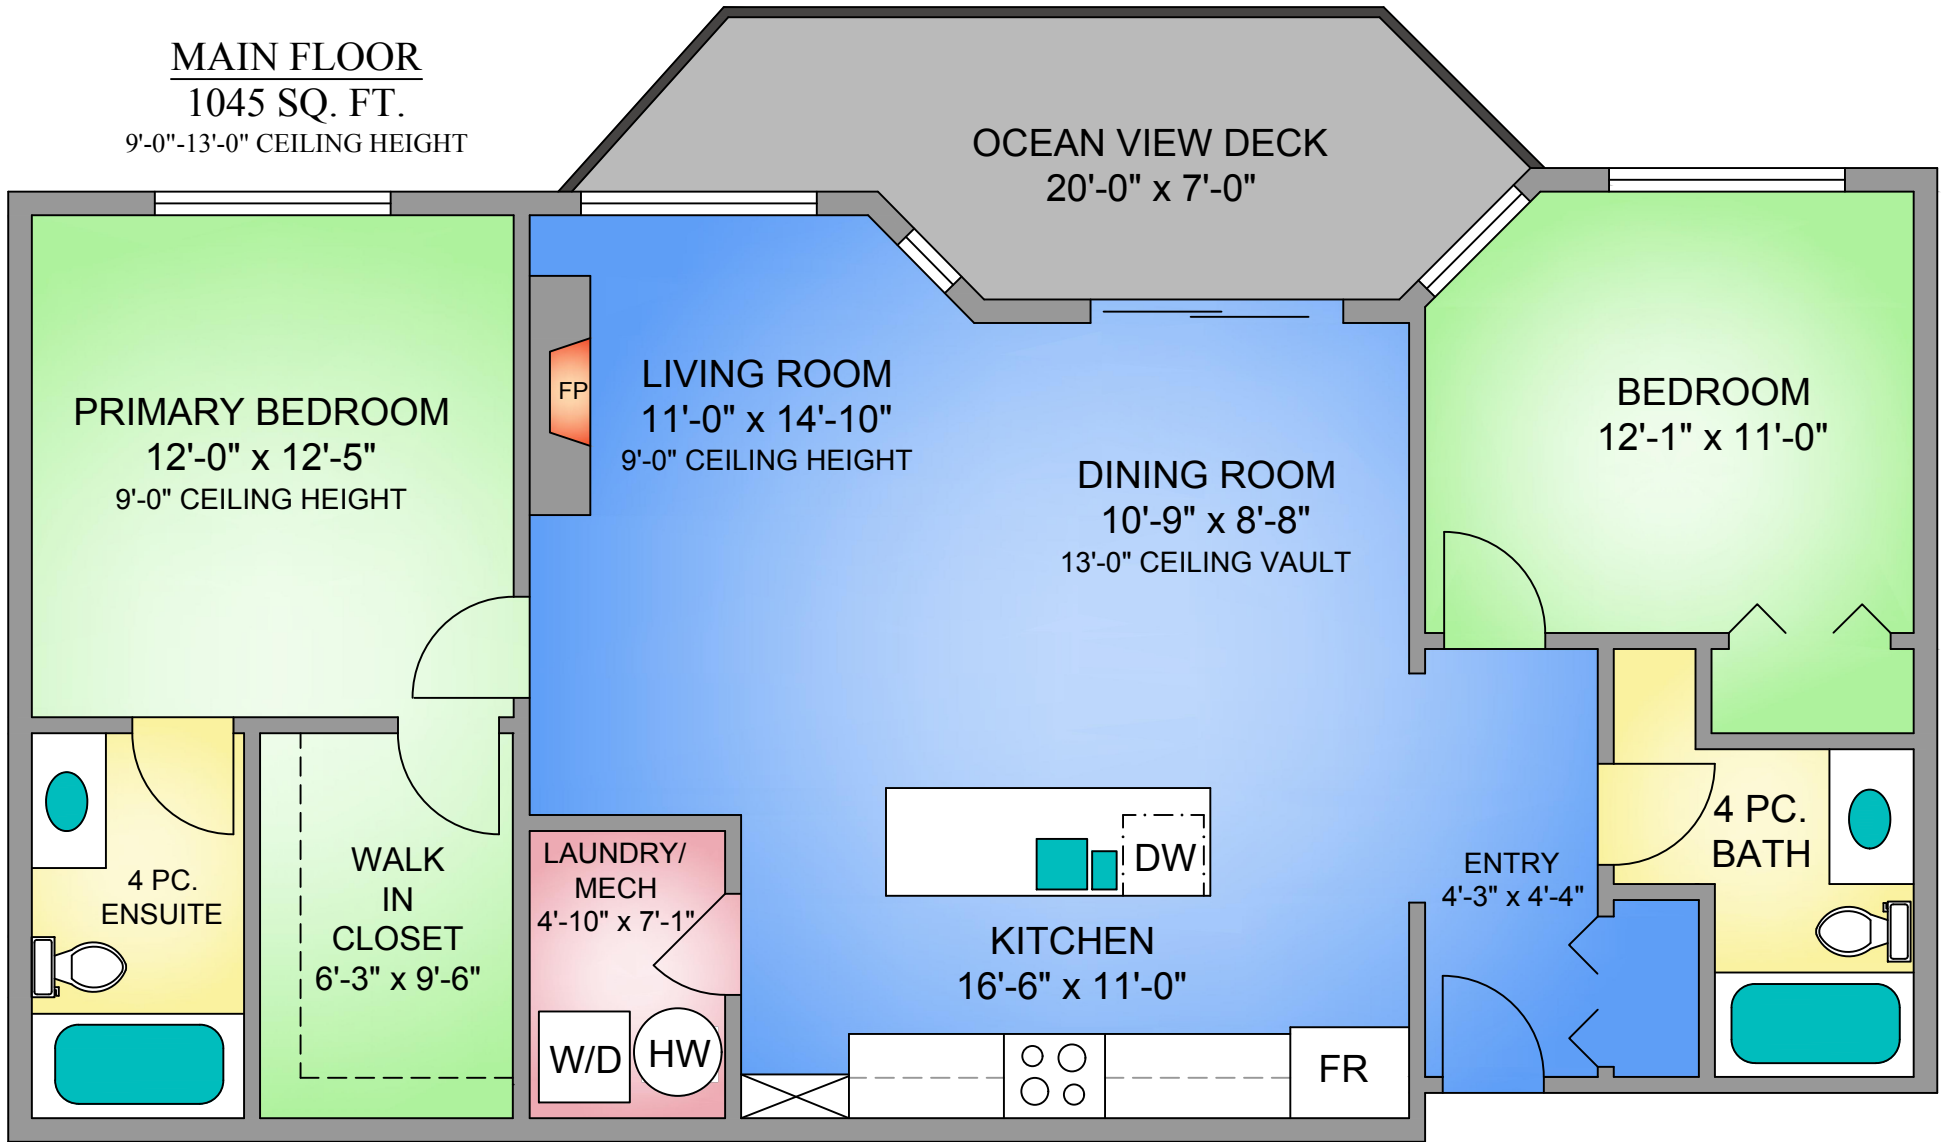 MAIN FLOOR
1045 SQ. FT.
9'-0"-13'-0" CEILING HEIGHT
OCEAN VIEW DECK
20'-0" x 7'-0"
PRIMARY BEDROOM
12'-0" x 12'-5"
9'-0" CEILING HEIGHT
FP
LIVING ROOM
11'-0" x 14'-10"
9'-0" CEILING HEIGHT
DINING ROOM
10'-9" x 8'-8"
13'-0" CEILING VAULT
BEDROOM
12'-1" x 11'-0"
4 PC.
ENSUITE
WALK
IN
CLOSET
6'-3" x 9'-6"
LAUNDRY/
MECH
4'-10" x 7'-1"
W/D
HW
DW
KITCHEN
16'-6" x 11'-0"
FR
ENTRY
4'-3" x 4'-4"
4 PC.
BATH